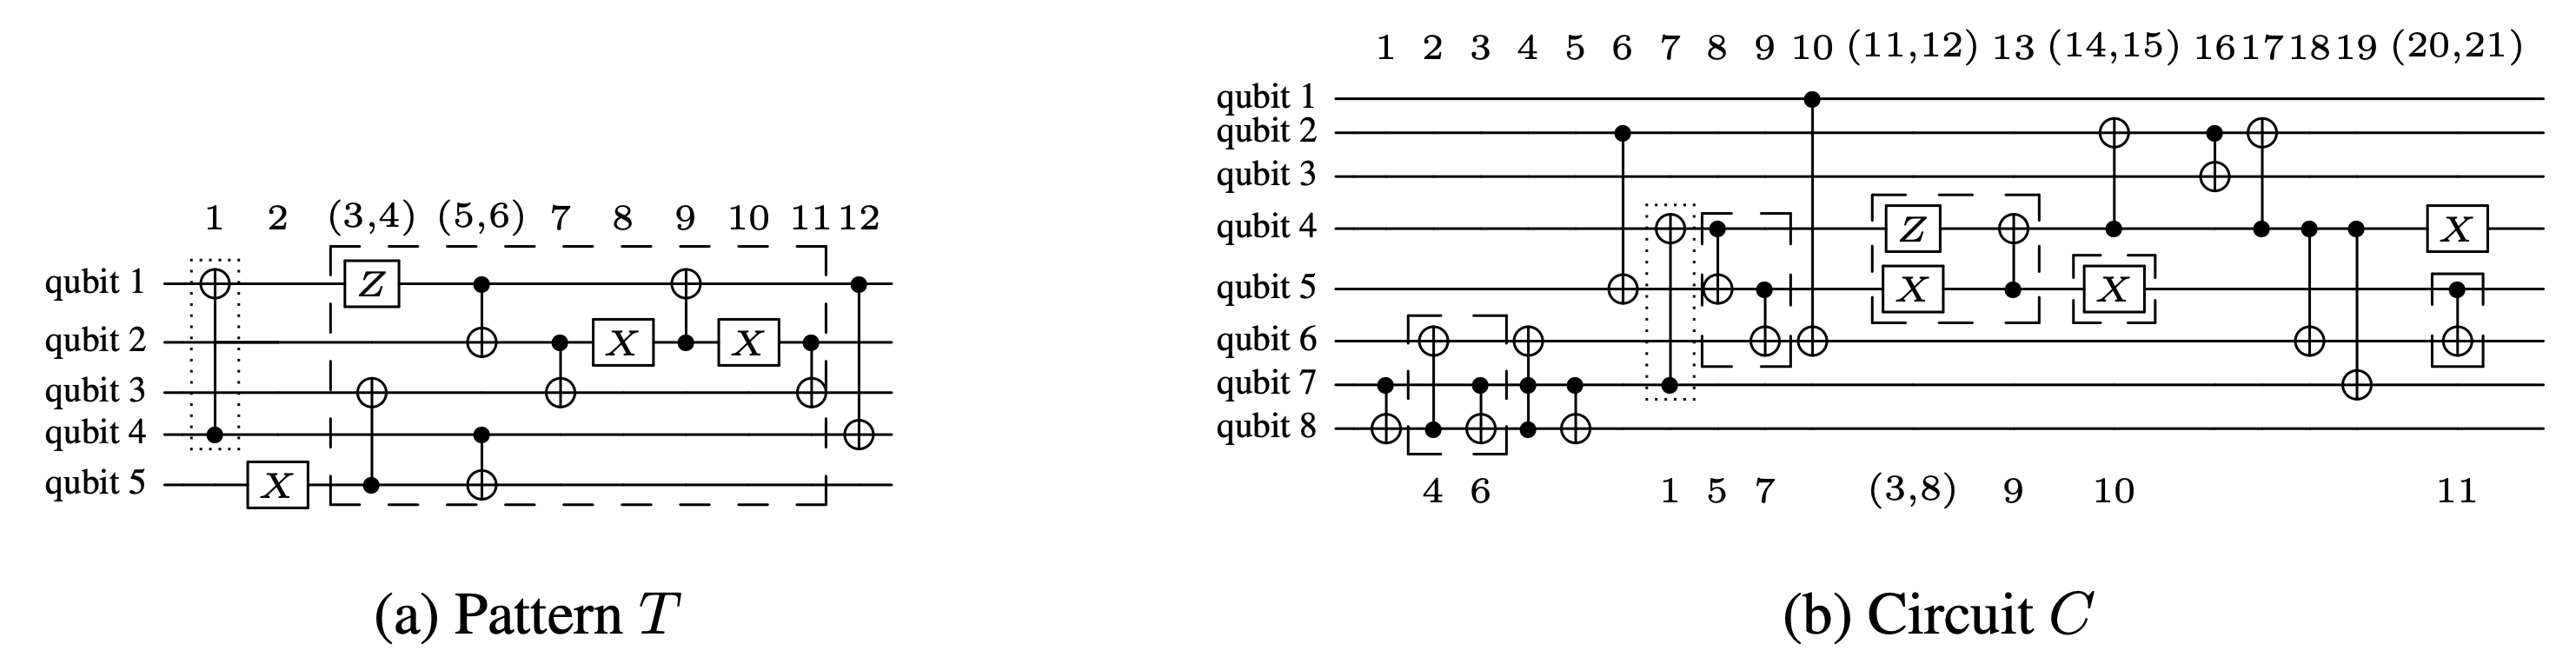 1 2 3 4 5 6 7 8 9 10 (11,12) 13 (14,15) 16 17 18 19 (20,21)
qubit 1
qubit 2
qubit 3
qubit 4
qubit 5
qubit 6
qubit 7
qubit 8
Z
X
X
X
4 6 1 5 7 (3,8) 9 10 11
1 2 (3,4) (5,6) 7 8 9 10 11 12
qubit 1
qubit 2
qubit 3
qubit 4
qubit 5
Z
X X
X
(a) Pattern T
(b) Circuit C